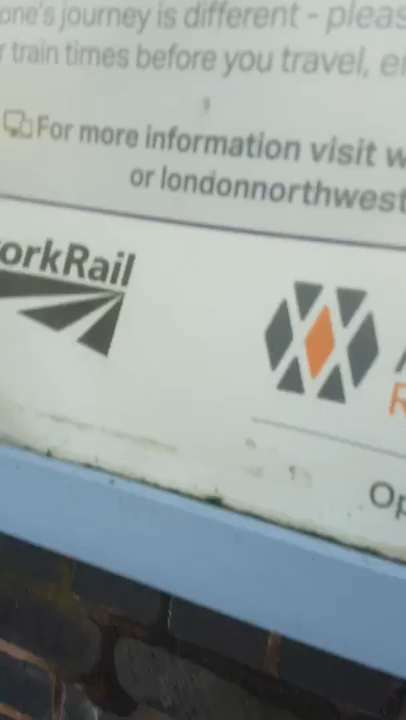 one's journey is different - pleas
r train times before you travel, e
For more information visit w
or londonnorthwest
orkRail
R
Op